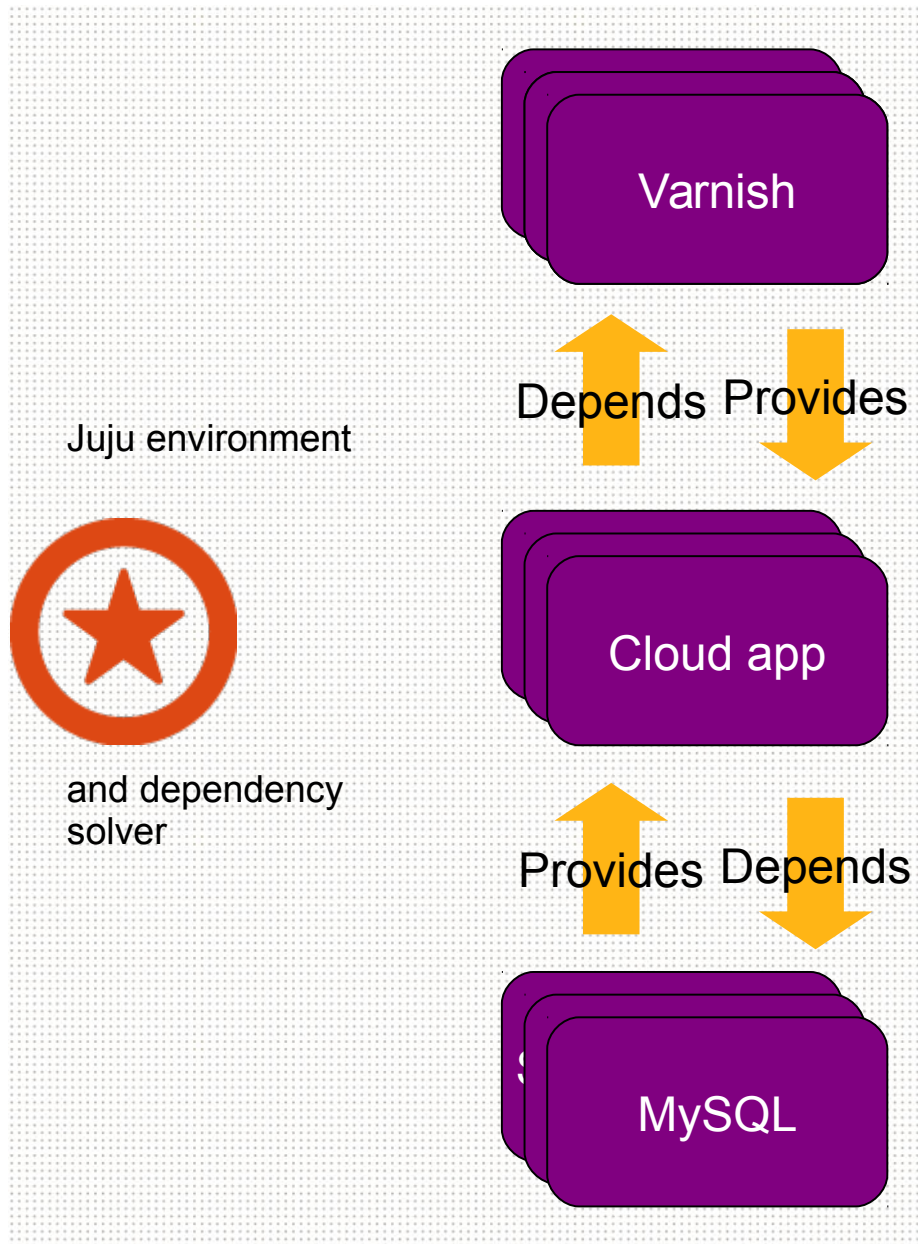 Varnish
Depends Provides
Juju environment
Cloud app
and dependency
solver
Provides Depends
MySQL